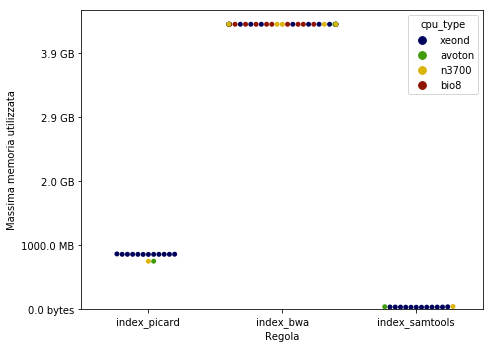 cpu_type
xeond
avoton
n3700
bio8
Massima memoria utilizzata
3.9 GB
2.9 GB
2.0 GB
1000.0 MB
0.0 bytes
index_picard
index_bwa
index_samtools
Regola